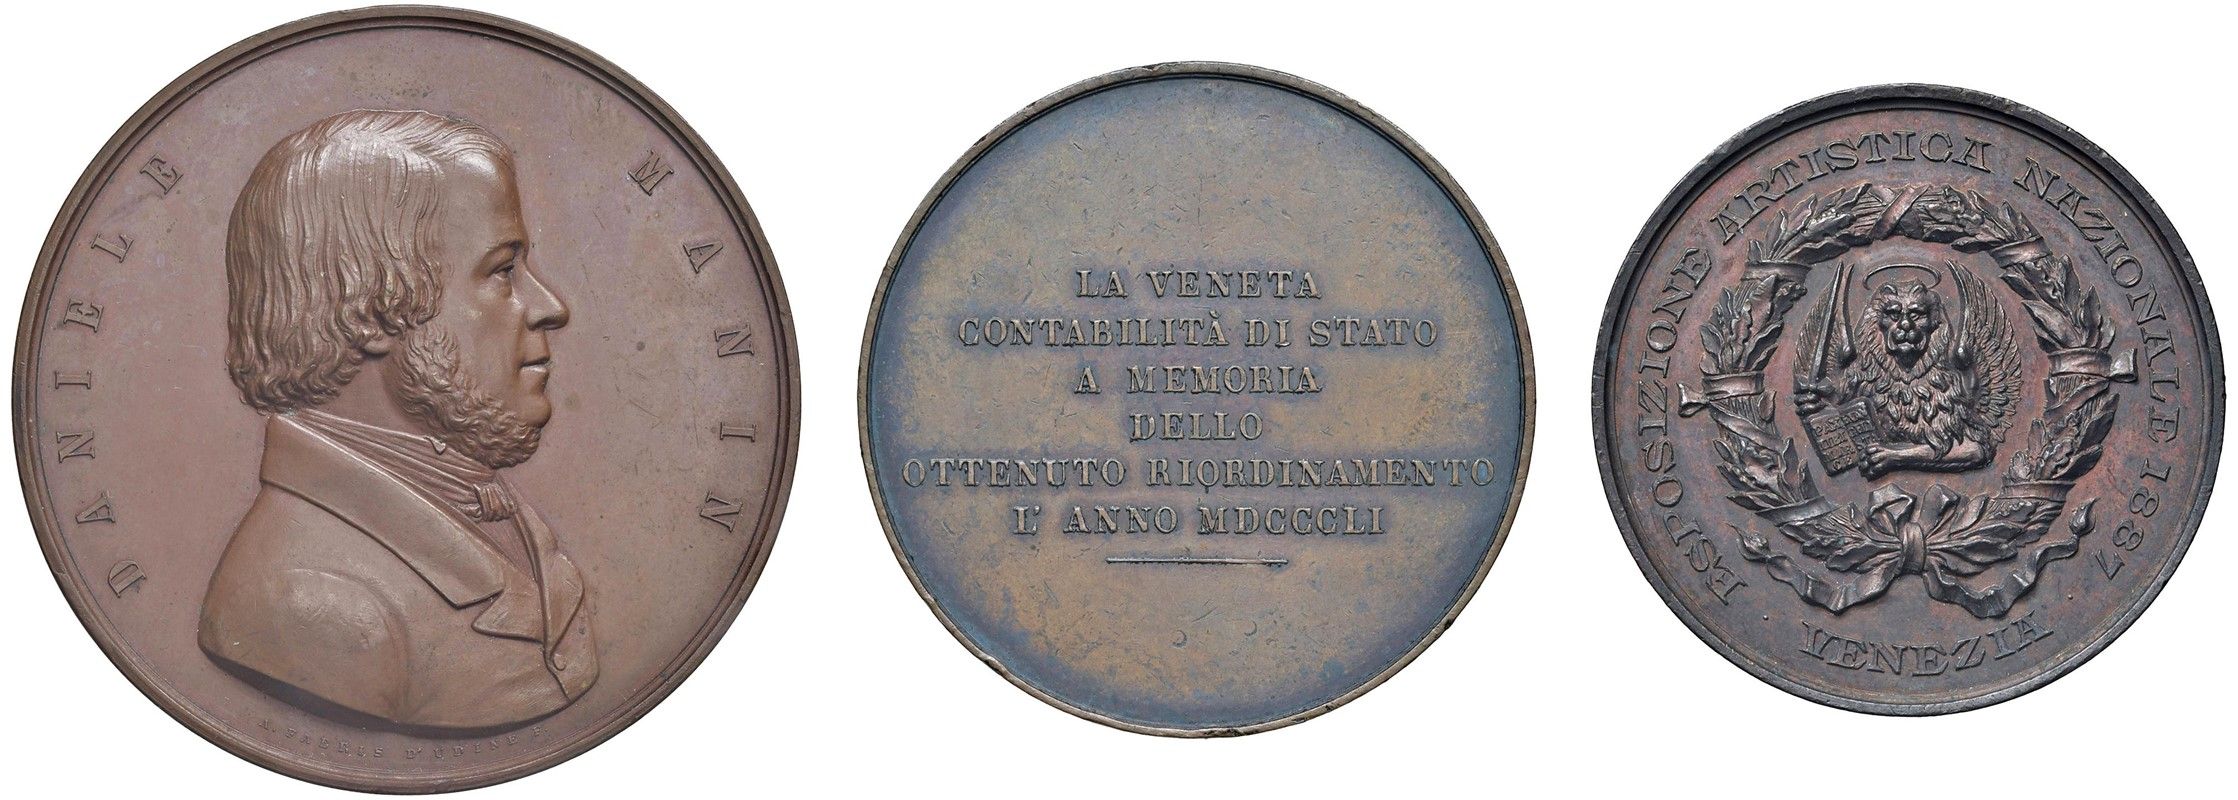 DANIELE MANIN
A. FABRIS D'UDINE F.
LA VENETA
CONTABILITÀ DI STATO
A MEMORIA
DELLO
OTTENUTO RIORDINAMENTO
L' ANNO MDCCCLI
ESPOSIZIONE ARTISTICA NAZIONALE 1887
VENEZIA